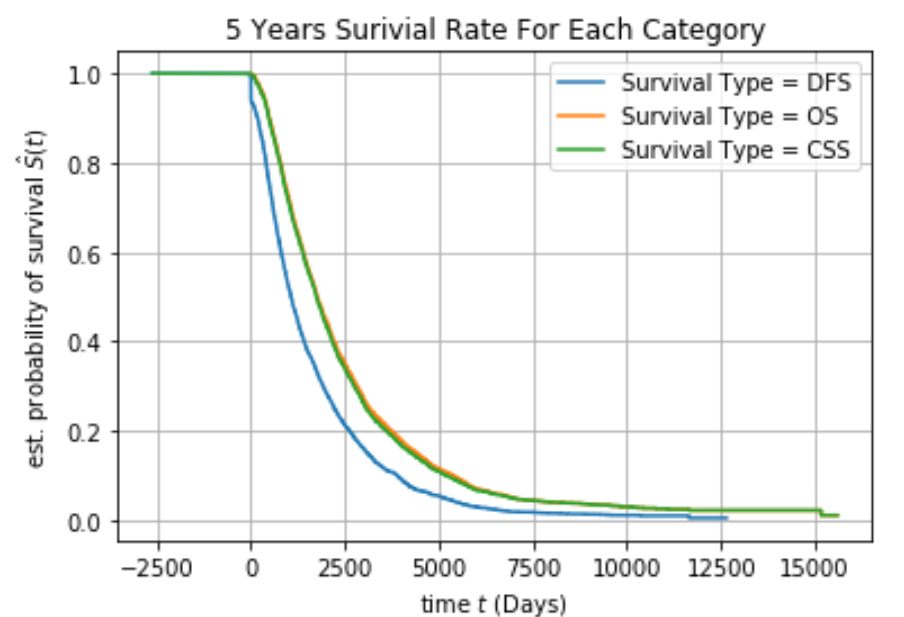 5 Years Surivial Rate For Each Category
Survival Type = DFS
Survival Type = OS
Survival Type = CSS
est. probability of survival Ŝ(t)
1.0
0.8
0.6
0.4
0.2
0.0
−2500 0 2500 5000 7500 10000 12500 15000
time t (Days)